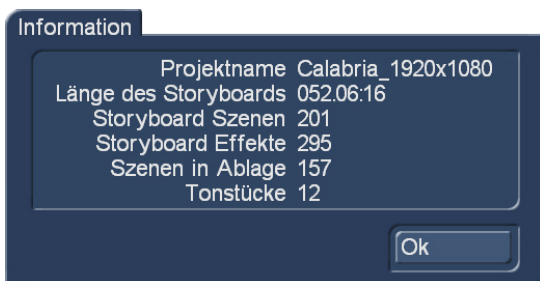 Information
Projektname Calabria_1920x1080
Länge des Storyboards 052.06:16
Storyboard Szenen 201
Storyboard Effekte 295
Szenen in Ablage 157
Tonstücke 12
Ok